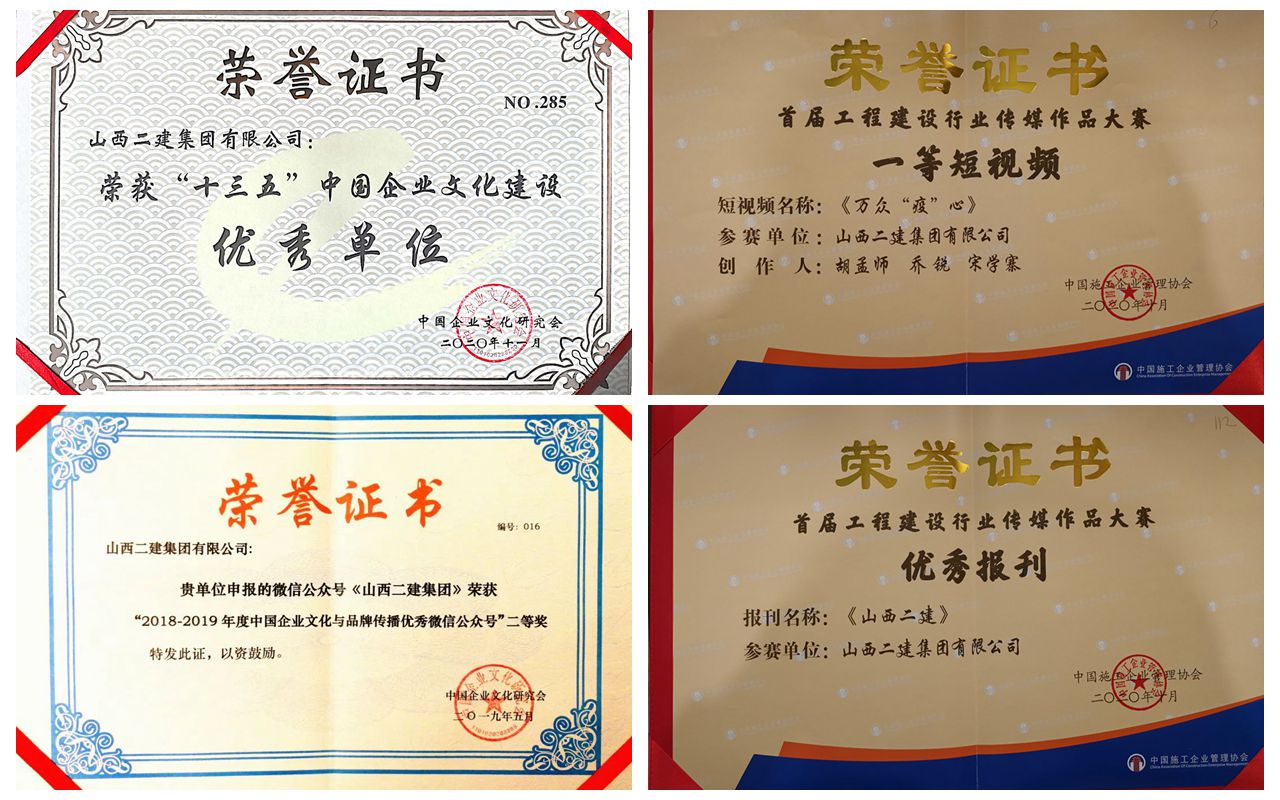 荣誉证书
NO .285
山西二建集团有限公司：
荣获“十三五”中国企业文化建设
优秀单位
中国企业文化研究会
二〇二〇年十一月
荣誉证书
首届工程建设行业传媒作品大赛
一等短视频
短视频名称：《万众“疫”心》
参赛单位：山西二建集团有限公司
创 作 人：胡孟师 乔锐 宋学寨
中国施工企业管理协会
二〇二〇年十月
中国施工企业管理协会
China Association Of Construction Enterprise Management
荣誉证书
编号：016
山西二建集团有限公司:
贵单位申报的微信公众号《山西二建集团》荣获
“2018-2019 年度中国企业文化与品牌传播优秀微信公众号”二等奖
特发此证，以资鼓励。
中国企业文化研究会
二〇一九年五月
荣誉证书
112
首届工程建设行业传媒作品大赛
优秀报刊
报刊名称：《山西二建》
参赛单位：山西二建集团有限公司
中国施工企业管理协会
二〇二〇年十月
中国施工企业管理协会
China Association Of Construction Enterprise Management